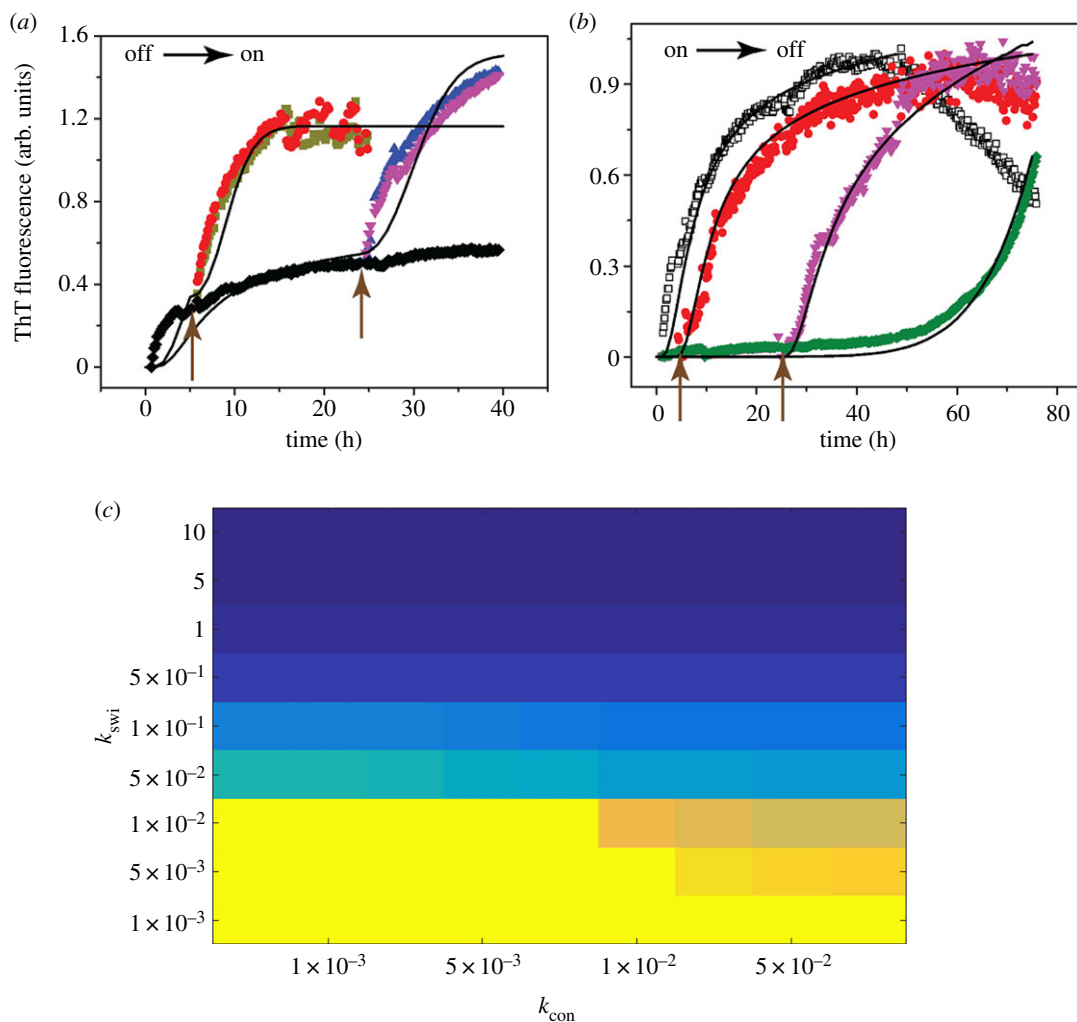 (a)
off → on
ThT fluorescence (arb. units)
1.6
1.2
0.8
0.4
0
0 10 20 30 40
time (h)
(b)
on → off
0.9
0.6
0.3
0
0 20 40 60 80
time (h)
(c)
k_swi
10
5
1
5 × 10⁻¹
1 × 10⁻¹
5 × 10⁻²
1 × 10⁻²
5 × 10⁻³
1 × 10⁻³
1 × 10⁻³ 5 × 10⁻³ 1 × 10⁻² 5 × 10⁻²
k_con